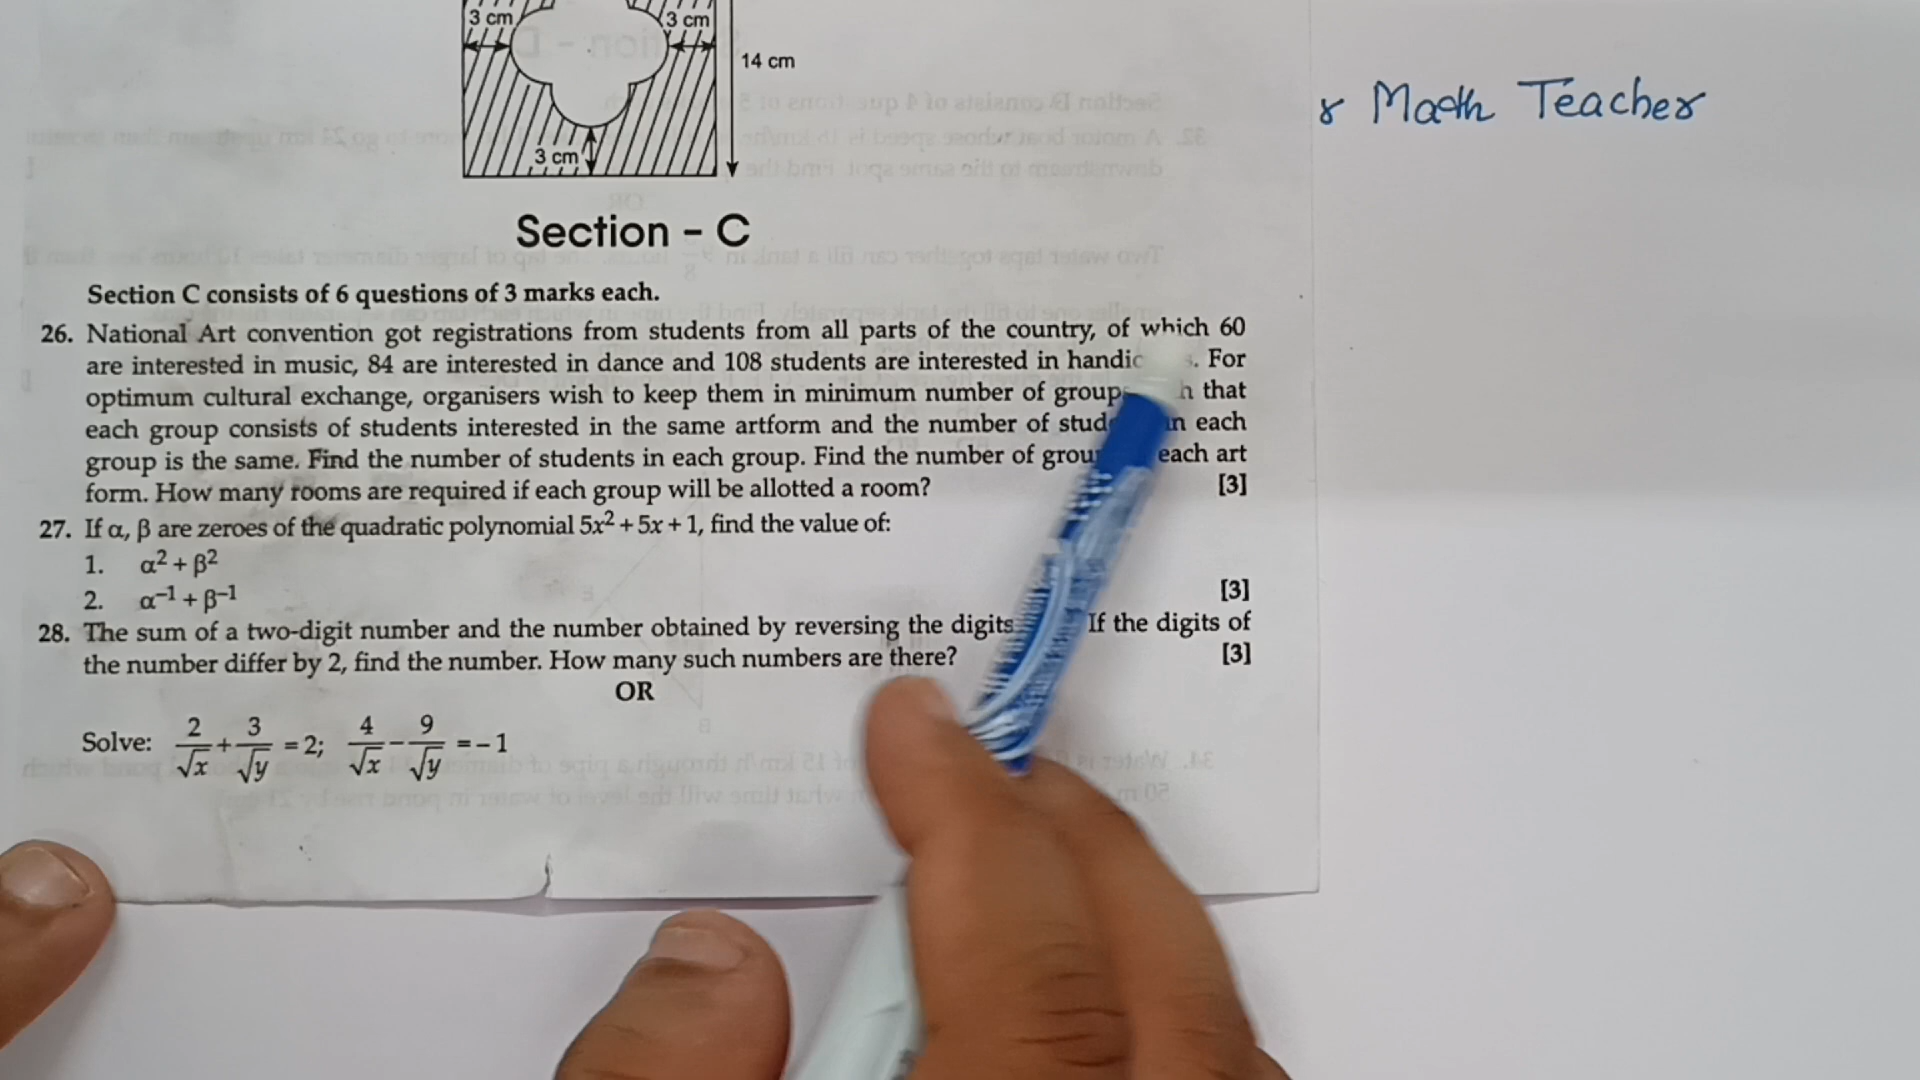 3 cm
3 cm
14 cm
3 cm
Section – C
Section C consists of 6 questions of 3 marks each.
26. National Art convention got registrations from students from all parts of the country, of which 60
are interested in music, 84 are interested in dance and 108 students are interested in For
optimum cultural exchange, organisers wish to keep them in minimum number of that
each group consists of students interested in the same artform and the number of in each
group is the same. Find the number of students in each group. Find the number of each art
form. How many rooms are required if each group will be allotted a room? [3]
27. If α, β are zeroes of the quadratic polynomial 5x² + 5x + 1, find the value of:
1. α² + β²
2. α⁻¹ + β⁻¹ [3]
28. The sum of a two-digit number and the number obtained by reversing the digits If the digits of
the number differ by 2, find the number. How many such numbers are there? [3]
OR
Solve: 2/√x + 3/√y = 2; 4/√x – 9/√y = – 1
Math Teacher